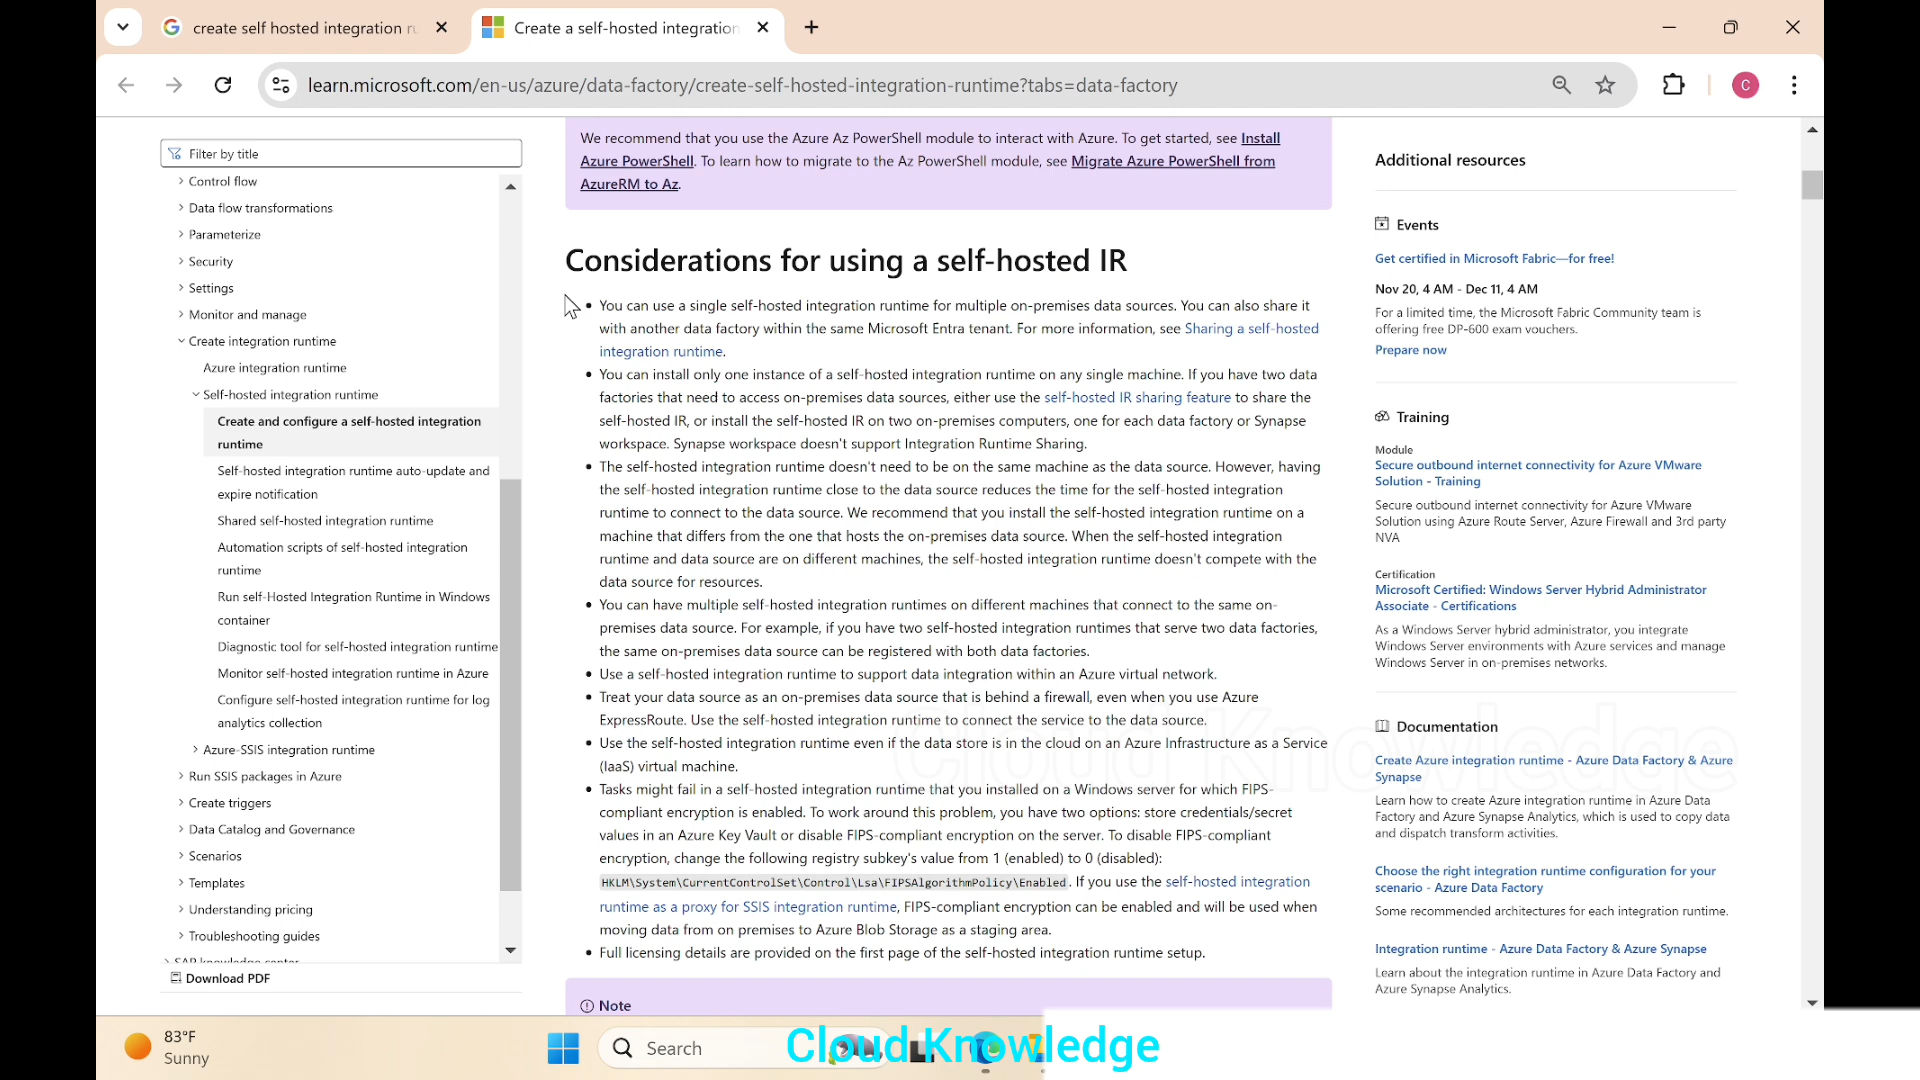 create self hosted integration ru
Create a self-hosted integration
learn.microsoft.com/en-us/azure/data-factory/create-self-hosted-integration-runtime?tabs=data-factory
C
Filter by title
Control flow
Data flow transformations
Parameterize
Security
Settings
Monitor and manage
Create integration runtime
Azure integration runtime
Self-hosted integration runtime
Create and configure a self-hosted integration
runtime
Self-hosted integration runtime auto-update and
expire notification
Shared self-hosted integration runtime
Automation scripts of self-hosted integration
runtime
Run self-Hosted Integration Runtime in Windows
container
Diagnostic tool for self-hosted integration runtime
Monitor self-hosted integration runtime in Azure
Configure self-hosted integration runtime for log
analytics collection
Azure-SSIS integration runtime
Run SSIS packages in Azure
Create triggers
Data Catalog and Governance
Scenarios
Templates
Understanding pricing
Troubleshooting guides
SAP knowledge center
Download PDF
We recommend that you use the Azure Az PowerShell module to interact with Azure. To get started, see Install
Azure PowerShell. To learn how to migrate to the Az PowerShell module, see Migrate Azure PowerShell from
AzureRM to Az.
Considerations for using a self-hosted IR
• You can use a single self-hosted integration runtime for multiple on-premises data sources. You can also share it
with another data factory within the same Microsoft Entra tenant. For more information, see Sharing a self-hosted
integration runtime.
• You can install only one instance of a self-hosted integration runtime on any single machine. If you have two data
factories that need to access on-premises data sources, either use the self-hosted IR sharing feature to share the
self-hosted IR, or install the self-hosted IR on two on-premises computers, one for each data factory or Synapse
workspace. Synapse workspace doesn't support Integration Runtime Sharing.
• The self-hosted integration runtime doesn't need to be on the same machine as the data source. However, having
the self-hosted integration runtime close to the data source reduces the time for the self-hosted integration
runtime to connect to the data source. We recommend that you install the self-hosted integration runtime on a
machine that differs from the one that hosts the on-premises data source. When the self-hosted integration
runtime and data source are on different machines, the self-hosted integration runtime doesn't compete with the
data source for resources.
• You can have multiple self-hosted integration runtimes on different machines that connect to the same on-
premises data source. For example, if you have two self-hosted integration runtimes that serve two data factories,
the same on-premises data source can be registered with both data factories.
• Use a self-hosted integration runtime to support data integration within an Azure virtual network.
• Treat your data source as an on-premises data source that is behind a firewall, even when you use Azure
ExpressRoute. Use the self-hosted integration runtime to connect the service to the data source.
• Use the self-hosted integration runtime even if the data store is in the cloud on an Azure Infrastructure as a Service
(IaaS) virtual machine.
• Tasks might fail in a self-hosted integration runtime that you installed on a Windows server for which FIPS-
compliant encryption is enabled. To work around this problem, you have two options: store credentials/secret
values in an Azure Key Vault or disable FIPS-compliant encryption on the server. To disable FIPS-compliant
encryption, change the following registry subkey's value from 1 (enabled) to 0 (disabled):
HKLM\System\CurrentControlSet\Control\Lsa\FIPSAlgorithmPolicy\Enabled. If you use the self-hosted integration
runtime as a proxy for SSIS integration runtime, FIPS-compliant encryption can be enabled and will be used when
moving data from on premises to Azure Blob Storage as a staging area.
• Full licensing details are provided on the first page of the self-hosted integration runtime setup.
Note
Additional resources
Events
Get certified in Microsoft Fabric—for free!
Nov 20, 4 AM - Dec 11, 4 AM
For a limited time, the Microsoft Fabric Community team is
offering free DP-600 exam vouchers.
Prepare now
Training
Module
Secure outbound internet connectivity for Azure VMware
Solution - Training
Secure outbound internet connectivity for Azure VMware
Solution using Azure Route Server, Azure Firewall and 3rd party
NVA
Certification
Microsoft Certified: Windows Server Hybrid Administrator
Associate - Certifications
As a Windows Server hybrid administrator, you integrate
Windows Server environments with Azure services and manage
Windows Server in on-premises networks.
Documentation
Create Azure integration runtime - Azure Data Factory & Azure
Synapse
Learn how to create Azure integration runtime in Azure Data
Factory and Azure Synapse Analytics, which is used to copy data
and dispatch transform activities.
Choose the right integration runtime configuration for your
scenario - Azure Data Factory
Some recommended architectures for each integration runtime.
Integration runtime - Azure Data Factory & Azure Synapse
Learn about the integration runtime in Azure Data Factory and
Azure Synapse Analytics.
Cloud Knowledge
83°F
Sunny
Search
Cloud Knowledge